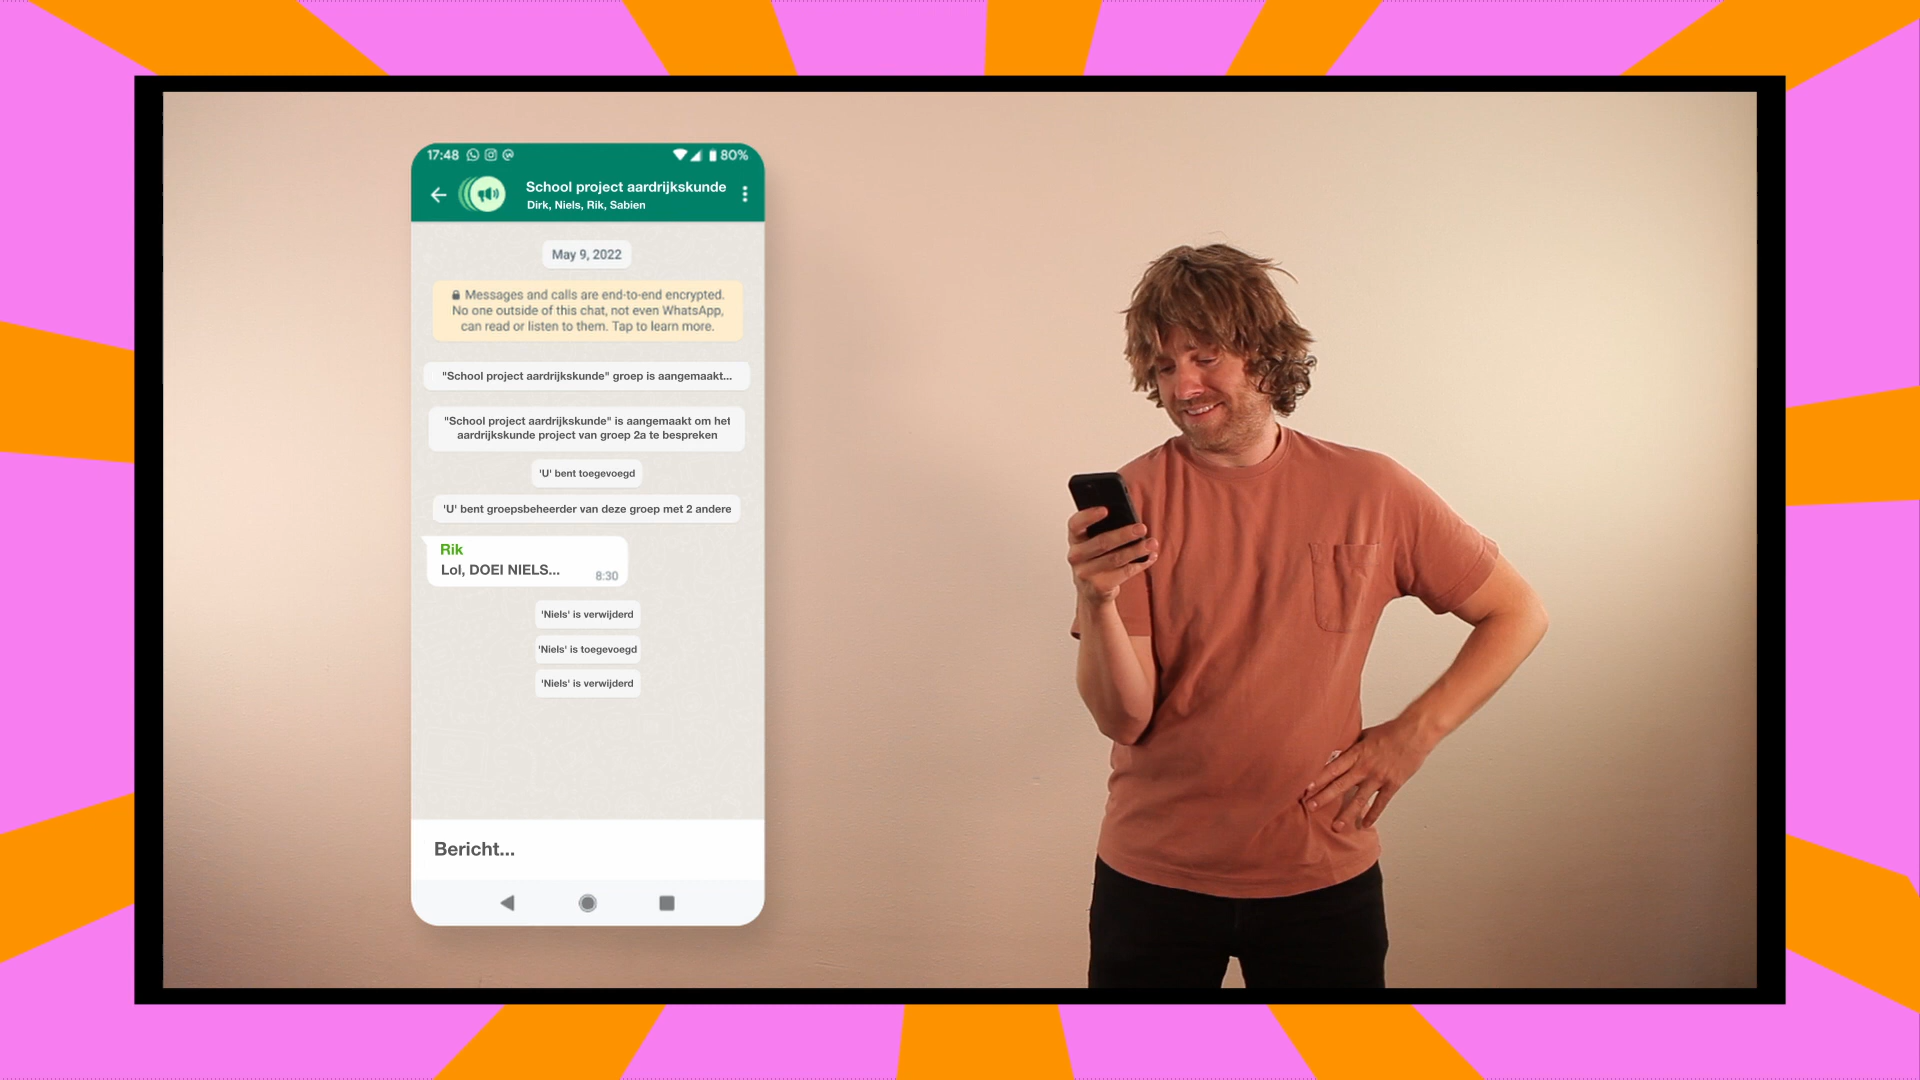 17:48
80%
School project aardrijkskunde
Dirk, Niels, Rik, Sabien
May 9, 2022
Messages and calls are end-to-end encrypted.
No one outside of this chat, not even WhatsApp,
can read or listen to them. Tap to learn more.
"School project aardrijkskunde" groep is aangemaakt...
"School project aardrijkskunde" is aangemaakt om het
aardrijkskunde project van groep 2a te bespreken
'U' bent toegevoegd
'U' bent groepsbeheerder van deze groep met 2 andere
Rik
Lol, DOEI NIELS...
8:30
'Niels' is verwijderd
'Niels' is toegevoegd
'Niels' is verwijderd
Bericht...